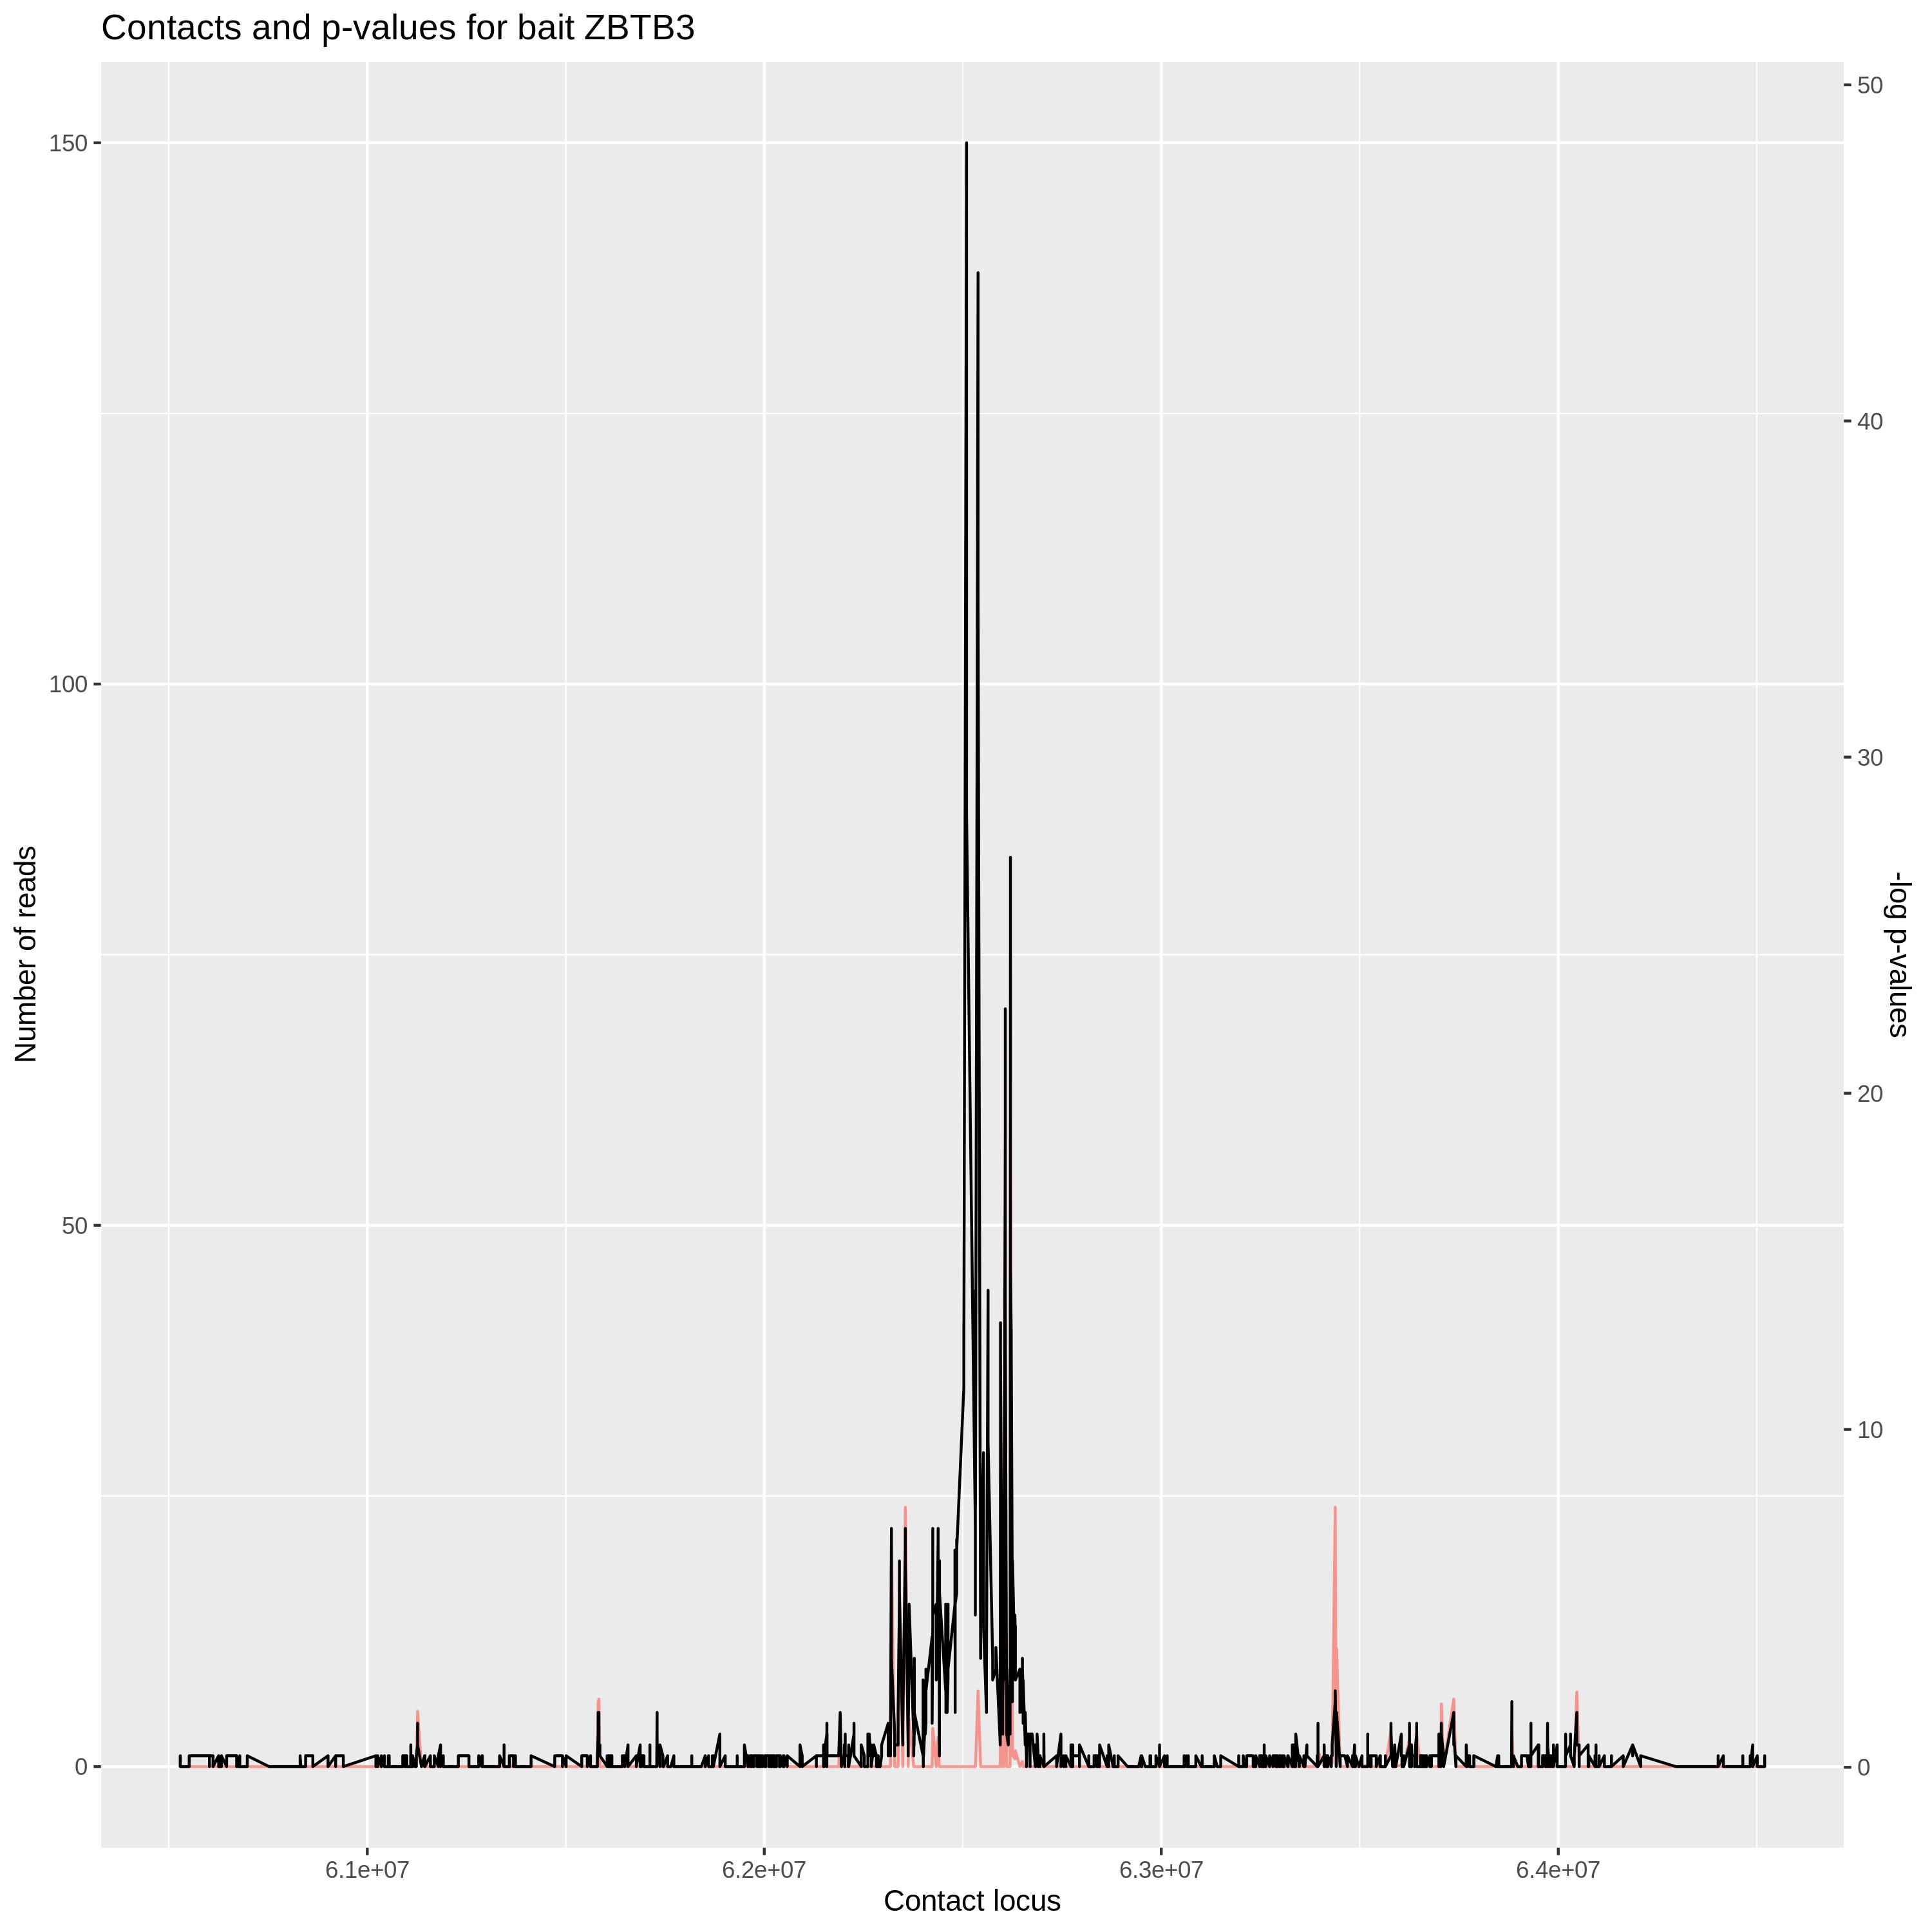 Contacts and p-values for bait ZBTB3
150
100
50
0
Number of reads
50
40
30
20
10
0
-log p-values
6.1e+07
6.2e+07
6.3e+07
6.4e+07
Contact locus